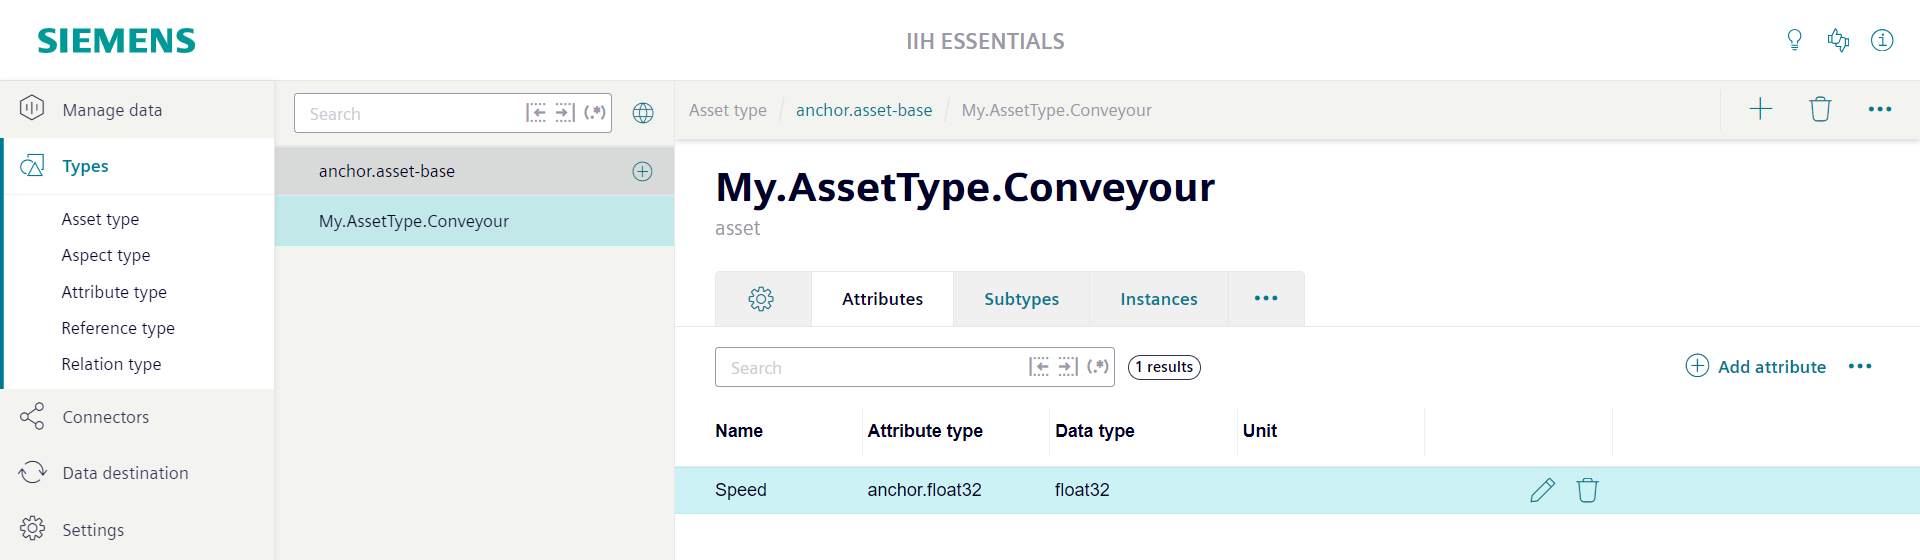 SIEMENS
IIH ESSENTIALS
Manage data
Types
Asset type
Aspect type
Attribute type
Reference type
Relation type
Connectors
Data destination
Settings
Search
(.*)
anchor.asset-base
My.AssetType.Conveyour
Asset type / anchor.asset-base / My.AssetType.Conveyour
My.AssetType.Conveyour
asset
Attributes Subtypes Instances
Search (.*) 1 results Add attribute
Name Attribute type Data type Unit
Speed anchor.float32 float32